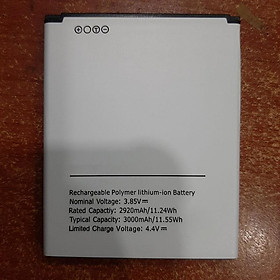 Rechargeable Polymer lithium-ion Battery
Nominal Voltage: 3.85V
Rated Capactiy: 2920mAh/11.24Wh
Typical Capacity: 3000mAh/11.55Wh
Limited Charge Voltage: 4.4V